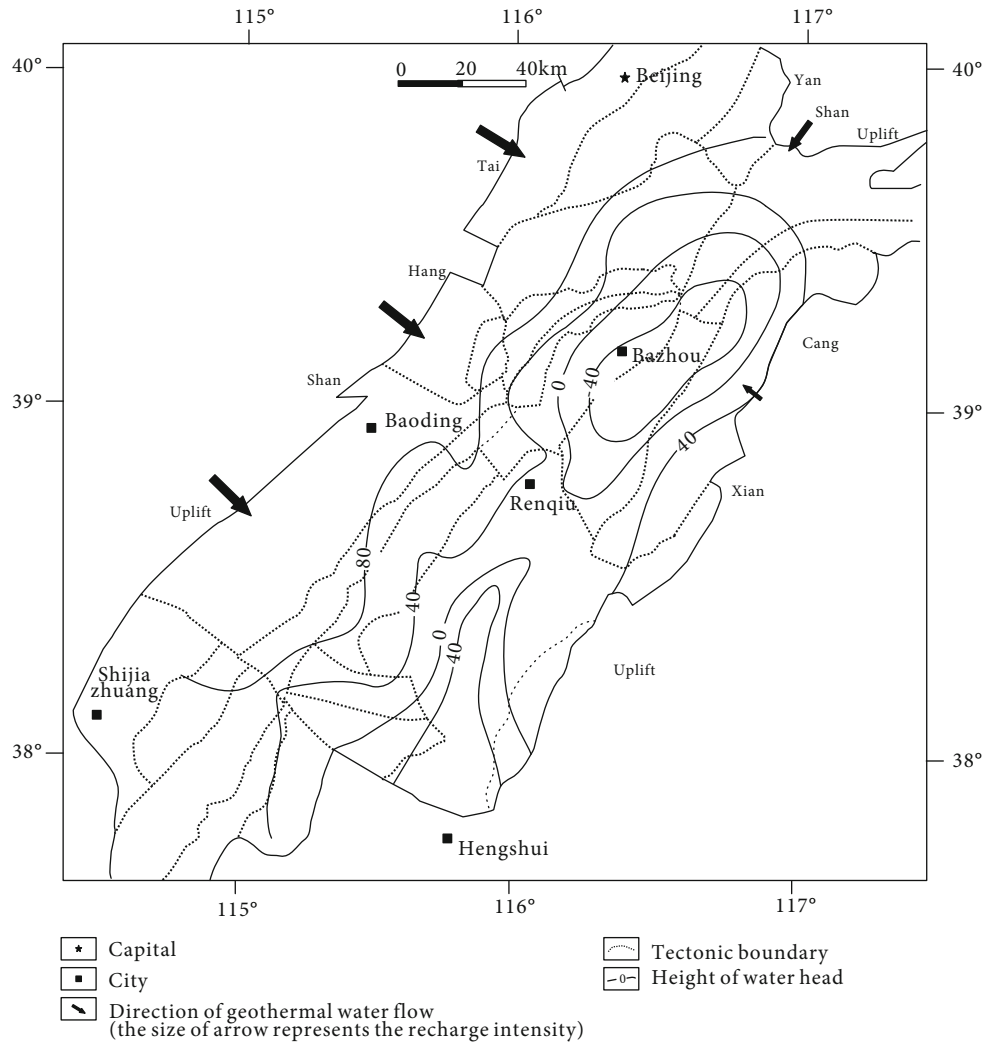 115°
116°
117°
40°
40°
0
20
40km
Beijing
Yan
Shan
Uplift
Tai
Hang
Cang
Bazhou
0
40
Shan
39°
39°
Baoding
40
Renqiu
Xian
Uplift
80
40
0
40
Uplift
Shijia
zhuang
38°
38°
Hengshui
115°
116°
117°
Capital
City
Direction of geothermal water flow
(the size of arrow represents the recharge intensity)
Tectonic boundary
0
Height of water head